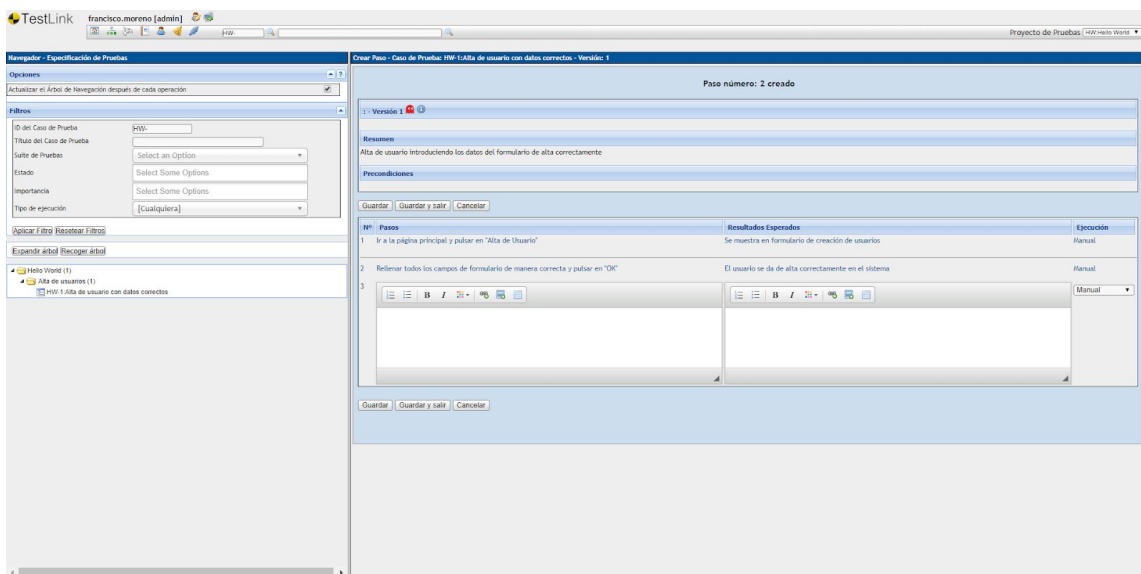 TestLink
francisco.moreno [admin]
HW-
Proyecto de Pruebas HW:Hello World
Navegador - Especificación de Pruebas
Opciones
Actualizar el Árbol de Navegación después de cada operación
Filtros
ID del Caso de Prueba HW-
Título del Caso de Prueba
Suite de Pruebas Select an Option
Estado Select Some Options
Importancia Select Some Options
Tipo de ejecución [Cualquiera]
Aplicar Filtro Resetear Filtros
Expandir árbol Recoger árbol
Hello World (1)
Alta de usuarios (1)
HW-1:Alta de usuario con datos correctos
Crear Paso - Caso de Prueba: HW-1:Alta de usuario con datos correctos - Versión: 1
Paso número: 2 creado
: - Versión 1
Resumen
Alta de usuario introduciendo los datos del formulario de alta correctamente
Precondiciones
Guardar Guardar y salir Cancelar
Nº Pasos Resultados Esperados Ejecución
1 Ir a la página principal y pulsar en "Alta de Usuario" Se muestra en formulario de creación de usuarios Manual
2 Rellenar todos los campos de formulario de manera correcta y pulsar en "OK" El usuario se da de alta correctamente en el sistema Manual
3 B I B I Manual
Guardar Guardar y salir Cancelar